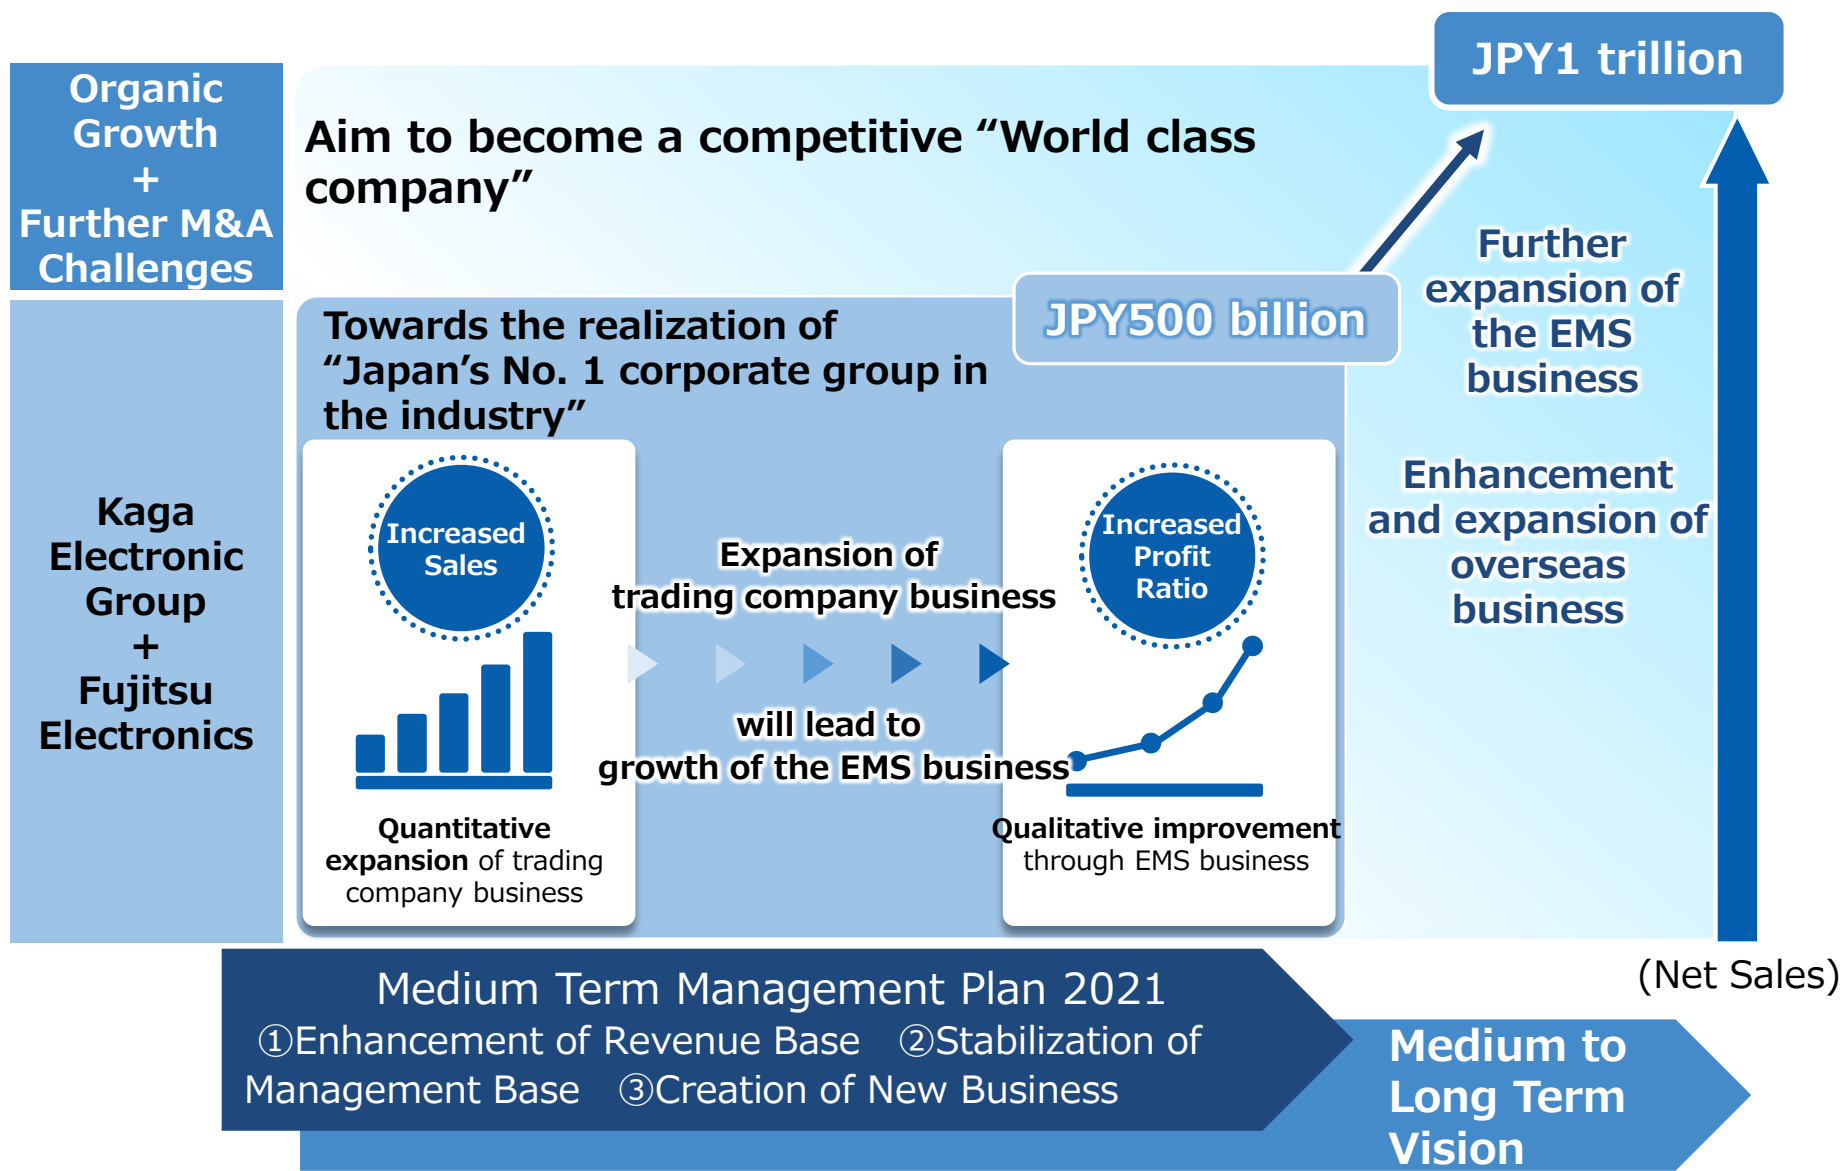 JPY1 trillion
Organic
Growth
+
Further M&A
Challenges
Aim to become a competitive “World class
company”
Further
expansion of
the EMS
business
Enhancement
and expansion of
overseas
business
JPY500 billion
Towards the realization of
“Japan’s No. 1 corporate group in
the industry”
Kaga
Electronic
Group
+
Fujitsu
Electronics
Increased
Sales
Quantitative
expansion of trading
company business
Expansion of
trading company business
will lead to
growth of the EMS business
Increased
Profit
Ratio
Qualitative improvement
through EMS business
(Net Sales)
Medium Term Management Plan 2021
①Enhancement of Revenue Base ②Stabilization of
Management Base ③Creation of New Business
Medium to
Long Term
Vision